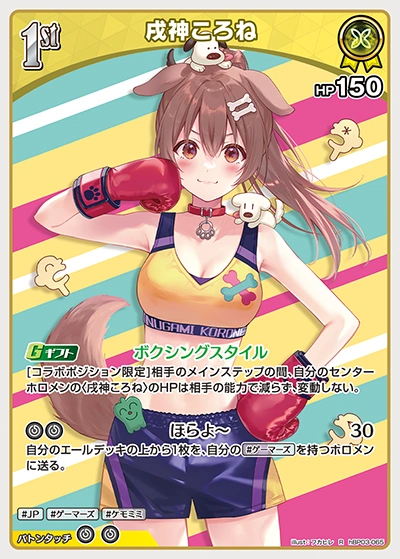 1st
戌神ころね
HP150
INUGAMI KORONE
Gギフト ボクシングスタイル
[コラボポジション限定]相手のメインステップの間、自分のセンター
ホロメンの〈戌神ころね〉のHPは相手の能力で減らず、変動しない。
ほらよ～ 30
自分のエールデッキの上から1枚を、自分の#ゲーマーズを持つホロメン
に送る。
#JP #ゲーマーズ #ケモミミ
バトンタッチ
illust:フカヒレ R hBP03-065